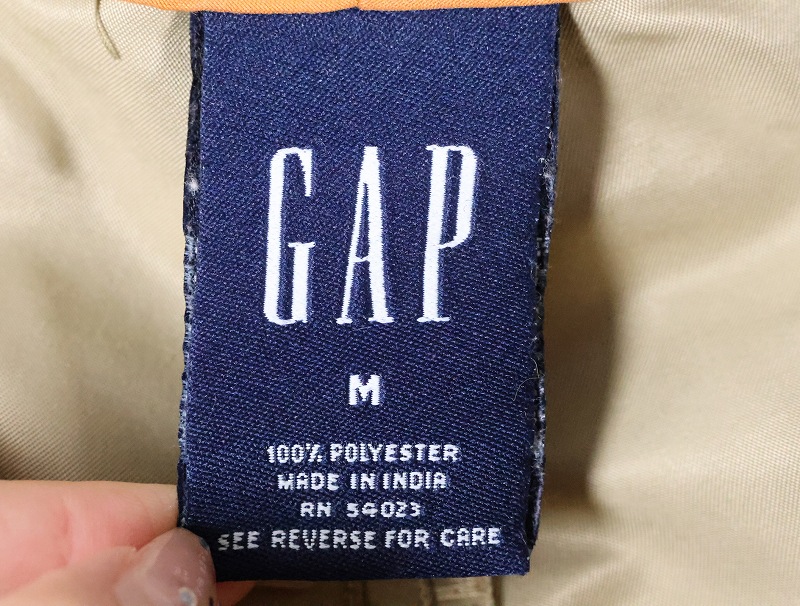 GAP
M
100% POLYESTER
MADE IN INDIA
RN 54023
SEE REVERSE FOR CARE